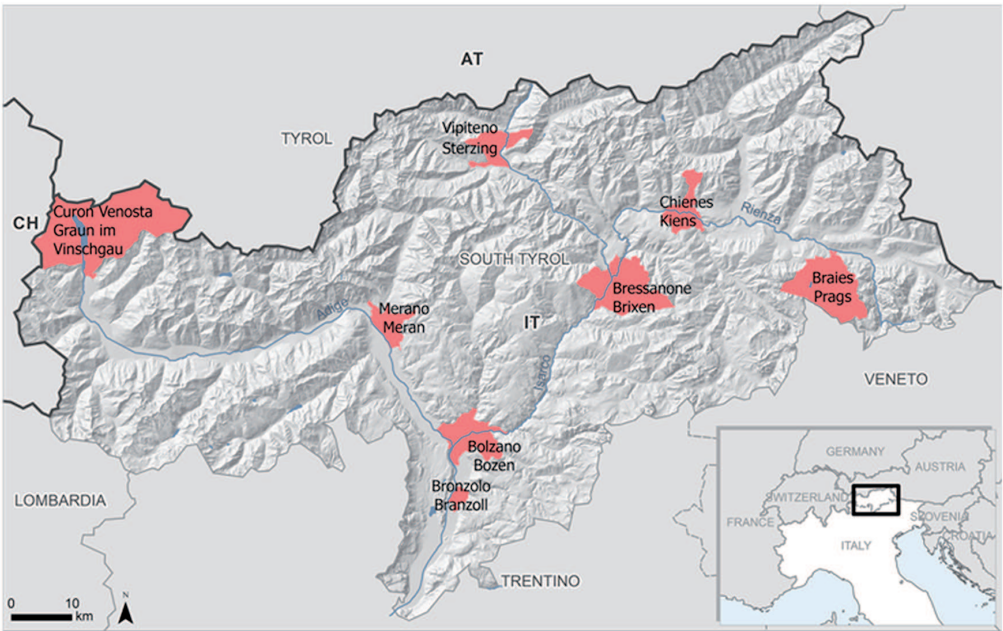 AT
TYROL
Vipiteno
Sterzing
CH
Curon Venosta
Graun im
Vinschgau
Chienes
Kiens
Rienza
SOUTH TYROL
Braies
Prags
Bressanone
Brixen
Adige
Merano
Meran
IT
Isarco
VENETO
Bolzano
Bozen
Bronzolo
Branzoll
LOMBARDIA
TRENTINO
0 10
km
N
GERMANY
AUSTRIA
SWITZERLAND
SLOVENIA
FRANCE
CROATIA
ITALY